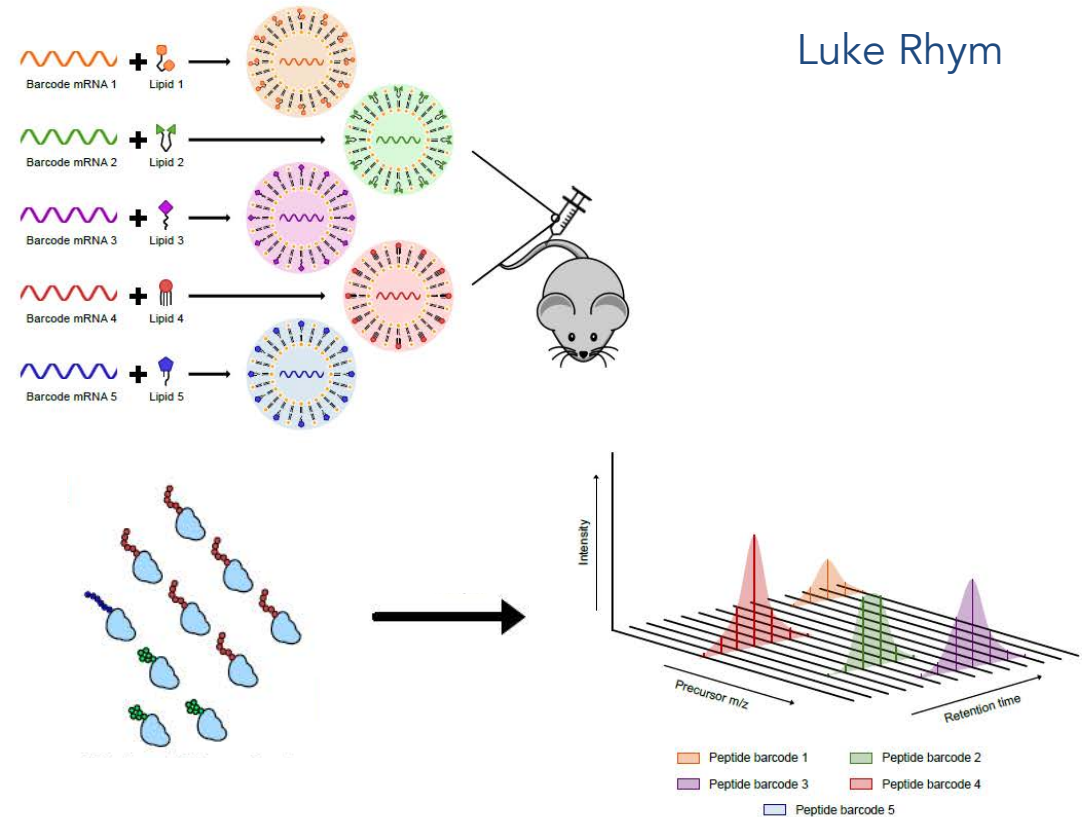 Luke Rhym
Barcode mRNA 1
Lipid 1
Barcode mRNA 2
Lipid 2
Barcode mRNA 3
Lipid 3
Barcode mRNA 4
Lipid 4
Barcode mRNA 5
Lipid 5
Intensity
Precursor m/z
Retention time
Peptide barcode 1
Peptide barcode 2
Peptide barcode 3
Peptide barcode 4
Peptide barcode 5